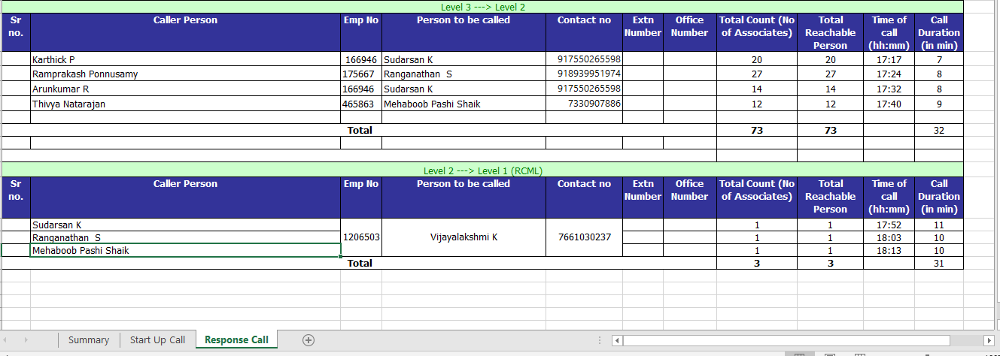 Level 3 ---> Level 2
Sr no. Caller Person Emp No Person to be called Contact no Extn Number Office Number Total Count (No of Associates) Total Reachable Person Time of call (hh:mm) Call Duration (in min)
Karthick P 166946 Sudarsan K 917550265598 20 20 17:17 7
Ramprakash Ponnusamy 175667 Ranganathan S 918939951974 27 27 17:24 8
Arunkumar R 166946 Sudarsan K 917550265598 14 14 17:32 8
Thivya Natarajan 465863 Mehaboob Pashi Shaik 7330907886 12 12 17:40 9
Total 73 73 32
Level 2 ---> Level 1 (RCML)
Sr no. Caller Person Emp No Person to be called Contact no Extn Number Office Number Total Count (No of Associates) Total Reachable Person Time of call (hh:mm) Call Duration (in min)
Sudarsan K 1 1 17:52 11
Ranganathan S 1206503 Vijayalakshmi K 7661030237 1 1 18:03 10
Mehaboob Pashi Shaik 1 1 18:13 10
Total 3 3 31
Summary Start Up Call Response Call